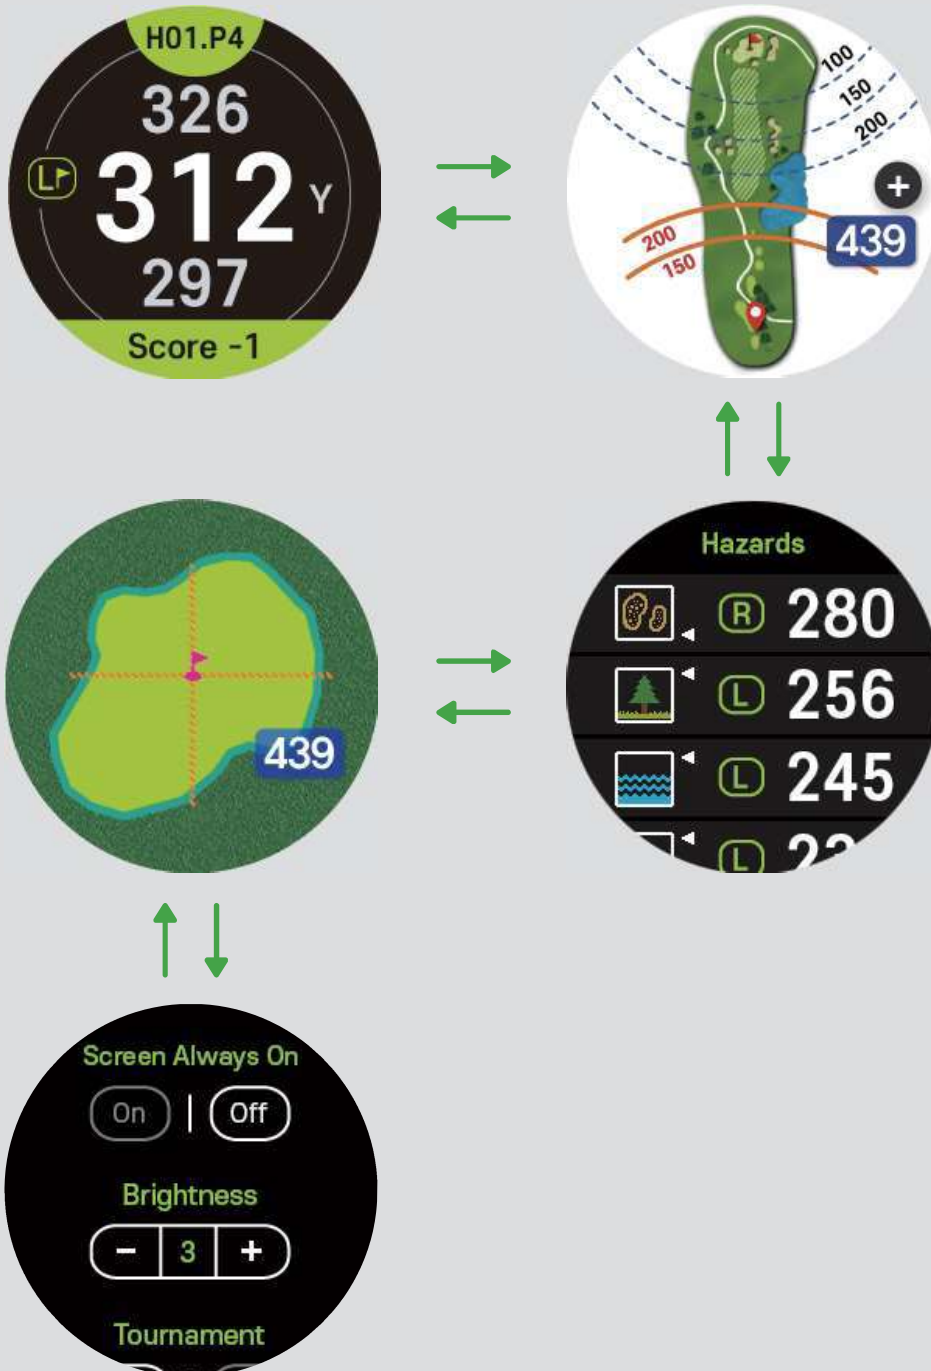 H01.P4
326
L
312 Y
297
Score -1
100
150
200
+
439
200
150
439
Hazards
R 280
L 256
L 245
L
Screen Always On
On | Off
Brightness
- 3 +
Tournament